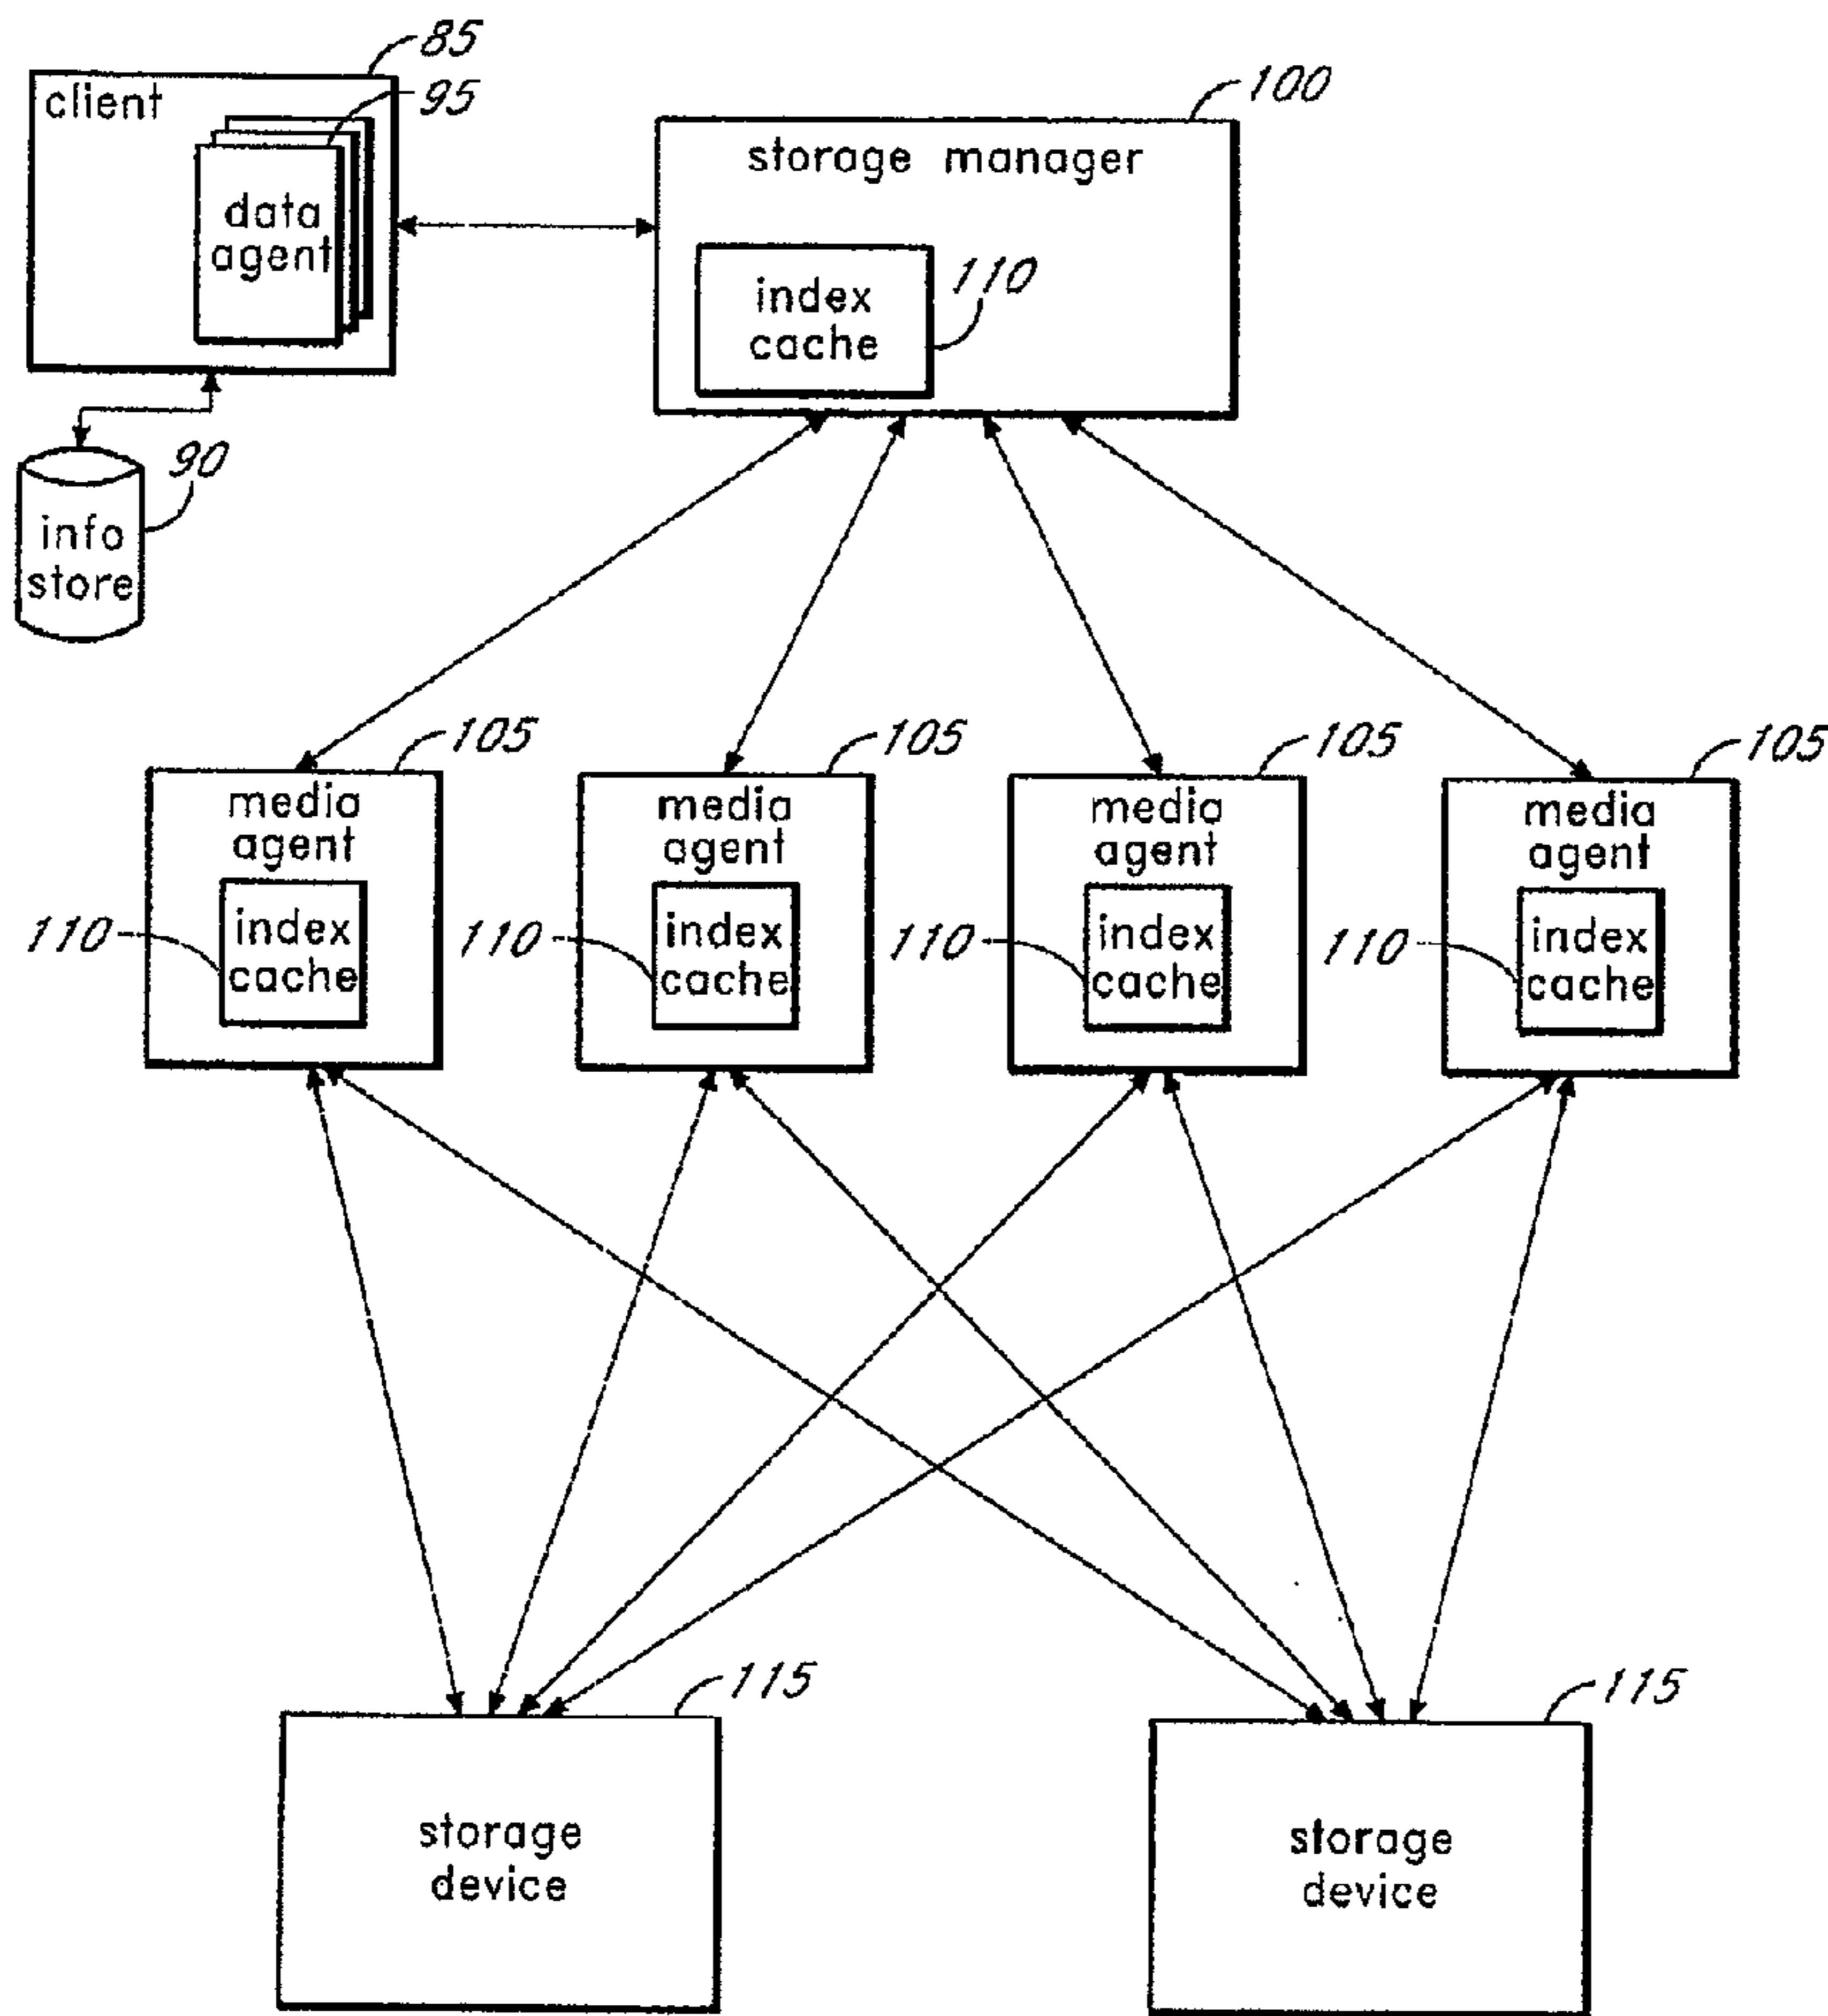 85
client
95
data
agent
100
storage manager
index
cache
110
90
info
store
105
media
agent
index
cache
110
105
media
agent
index
cache
110
105
media
agent
index
cache
110
105
media
agent
index
cache
110
115
storage
device
115
storage
device